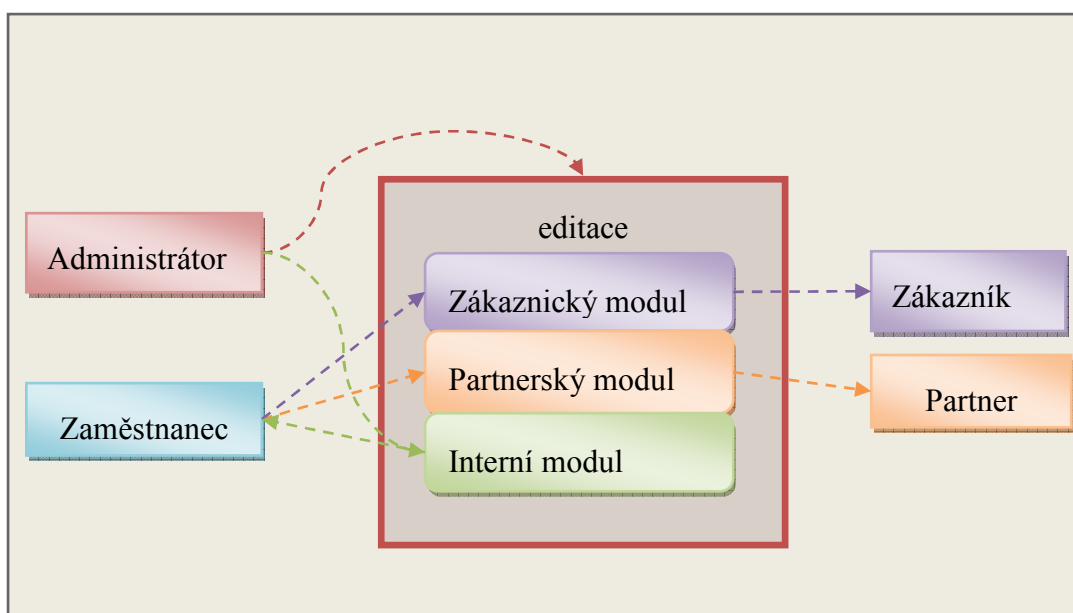 editace
Administrátor
Zákaznický modul
Zákazník
Partnerský modul
Partner
Zaměstnanec
Interní modul